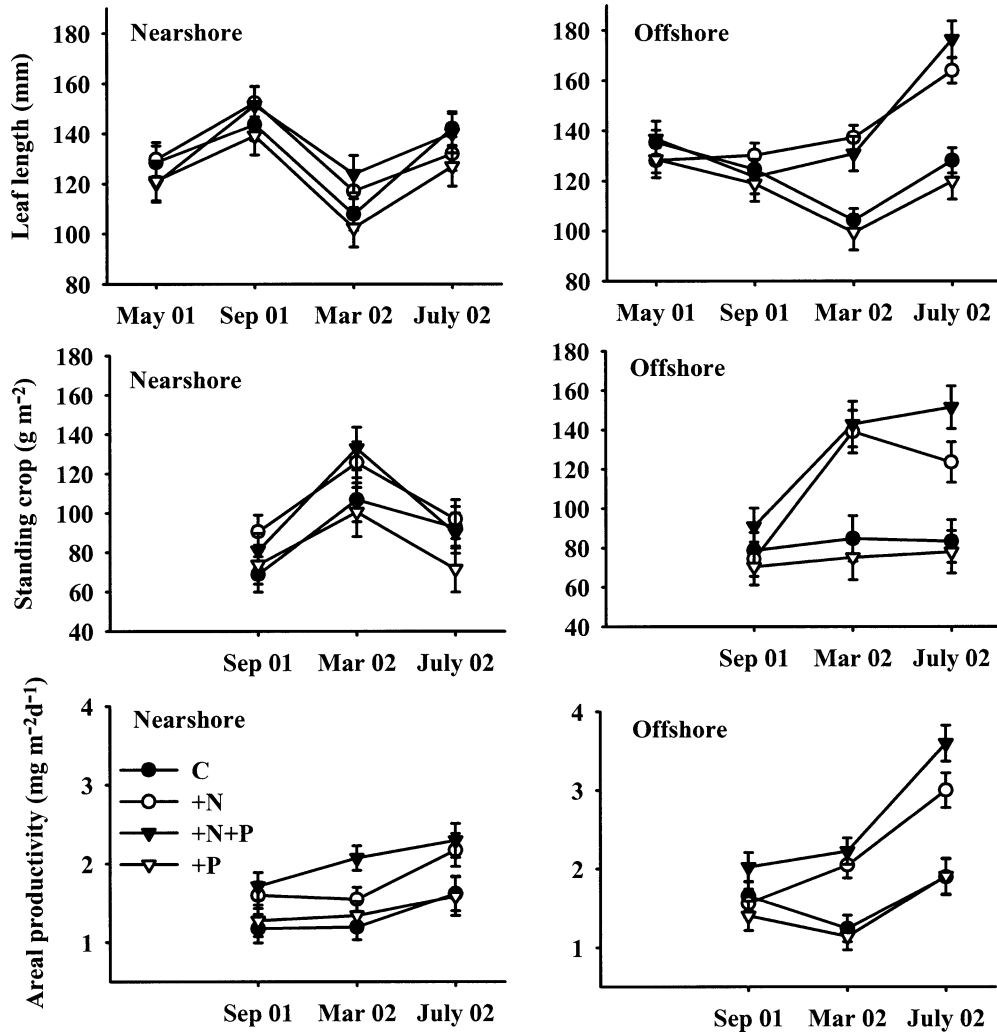 Nearshore
Leaf length (mm)
180
160
140
120
100
80
May 01 Sep 01 Mar 02 July 02
Offshore
180
160
140
120
100
80
May 01 Sep 01 Mar 02 July 02
Nearshore
Standing crop (g m⁻²)
180
160
140
120
100
80
60
40
Sep 01 Mar 02 July 02
Offshore
180
160
140
120
100
80
60
40
Sep 01 Mar 02 July 02
Nearshore
Areal productivity (mg m⁻²d⁻¹)
4
3
2
1
C
+N
+N+P
+P
Sep 01 Mar 02 July 02
Offshore
4
3
2
1
Sep 01 Mar 02 July 02